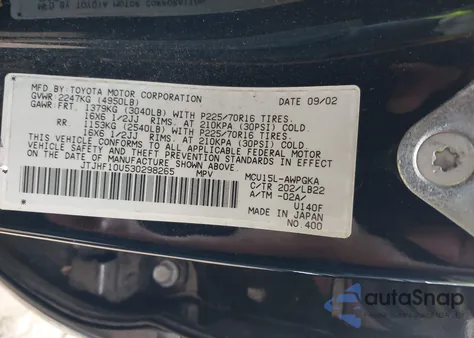 MFD BY:TOYOTA MOTOR CORPORATION DATE 09/02
GVWR 2247KG (4950LB)
GAWR FRT. 1379KG (3040LB) WITH P225/70R16 TIRES.
16X6 1/2JJ RIMS. AT 210KPA (30PSI) COLD
RR 1153KG (2540LB) WITH P225/70R16 TIRES.
16X6 1/2JJ RIMS. AT 210KPA (30PSI) COLD
THIS VEHICLE CONFORMS TO ALL APPLICABLE FEDERAL MOTOR
VEHICLE SAFETY, BUMPER, AND THEFT PREVENTION STANDARDS
IN EFFECT ON THE DATE OF MANUFACTURE SHOWN ABOVE.
JTJHF10U530298265 MPV
MCU15L-AWPGKA
C/TR 202/LB22
A/TM -02A/
U140F
MADE IN JAPAN
NO.400
autoSnap